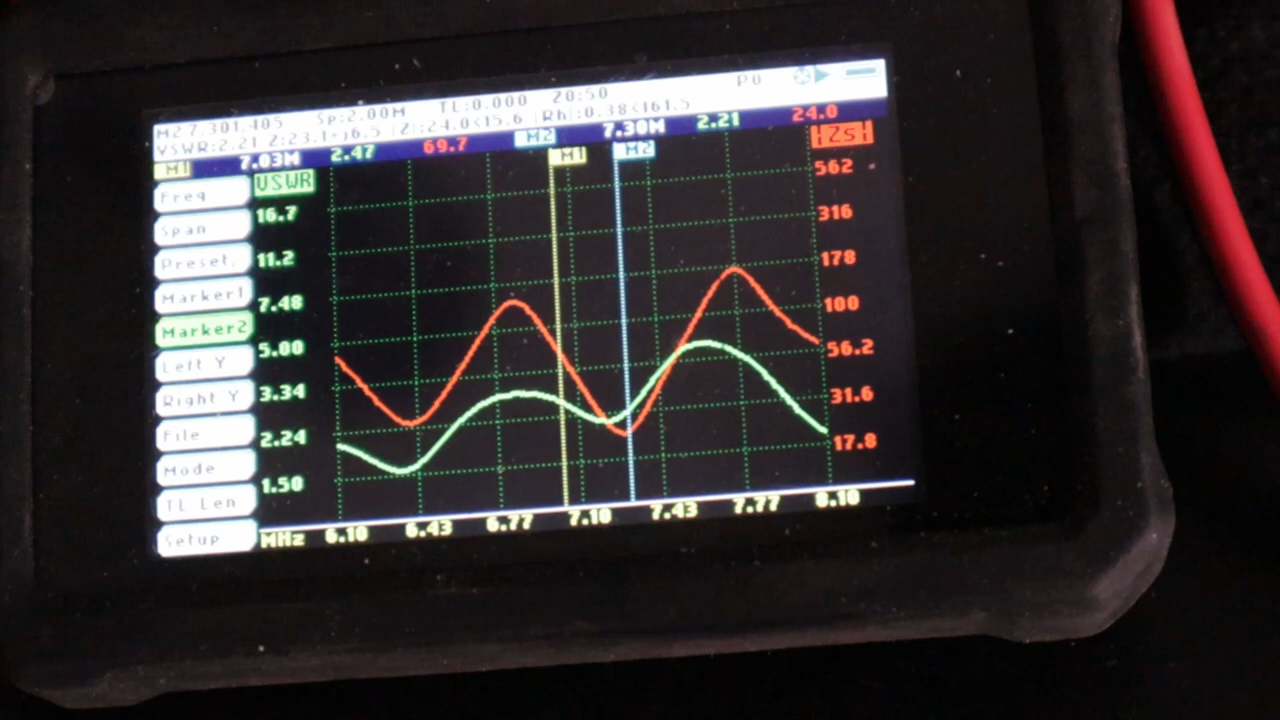 M2:7.301,405 Sp:2.00M TL:0.000 20:50 P0
VSWR:2.21 Z:23.1+j6.5 |Z|:24.0<15.6 |Rh|:0.38<161.5
M1 7.03M 2.47 69.7 M2 7.30M 2.21 24.0
M1 M2
VSWR |Zs|
Freq
Span
Preset.
Marker1
Marker2
Left Y
Right Y
File
Mode
TL Len
Setup
16.7
11.2
7.48
5.00
3.34
2.24
1.50
562
316
178
100
56.2
31.6
17.8
MHz 6.10 6.43 6.77 7.10 7.43 7.77 8.10